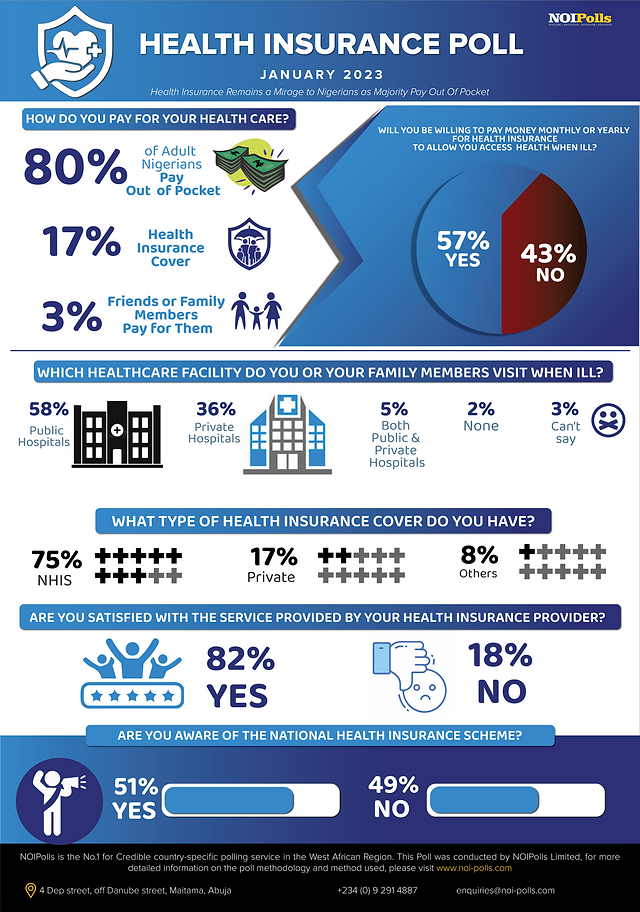 NOIPolls
HEALTH INSURANCE POLL
JANUARY 2023
Health Insurance Remains a Mirage to Nigerians as Majority Pay Out Of Pocket
HOW DO YOU PAY FOR YOUR HEALTH CARE?
80%
of Adult
Nigerians
Pay
Out of Pocket
17%
Health
Insurance
Cover
3%
Friends or Family
Members
Pay for Them
WILL YOU BE WILLING TO PAY MONEY MONTHLY OR YEARLY
FOR HEALTH INSURANCE
TO ALLOW YOU ACCESS HEALTH WHEN ILL?
57%
YES
43%
NO
WHICH HEALTHCARE FACILITY DO YOU OR YOUR FAMILY MEMBERS VISIT WHEN ILL?
58%
Public
Hospitals
36%
Private
Hospitals
5%
Both
Public &
Private
Hospitals
2%
None
3%
Can't
say
WHAT TYPE OF HEALTH INSURANCE COVER DO YOU HAVE?
75%
NHIS
17%
Private
8%
Others
ARE YOU SATISFIED WITH THE SERVICE PROVIDED BY YOUR HEALTH INSURANCE PROVIDER?
82%
YES
18%
NO
ARE YOU AWARE OF THE NATIONAL HEALTH INSURANCE SCHEME?
51%
YES
49%
NO
NOIPolls is the No.1 for Credible country-specific polling service in the West African Region. This Poll was conducted by NOIPolls Limited, for more
detailed information on the poll methodology and method used, please visit www.noi-polls.com
4 Dep street, off Danube street, Maitama, Abuja
+234 (0) 9 291 4887
enquiries@noi-polls.com